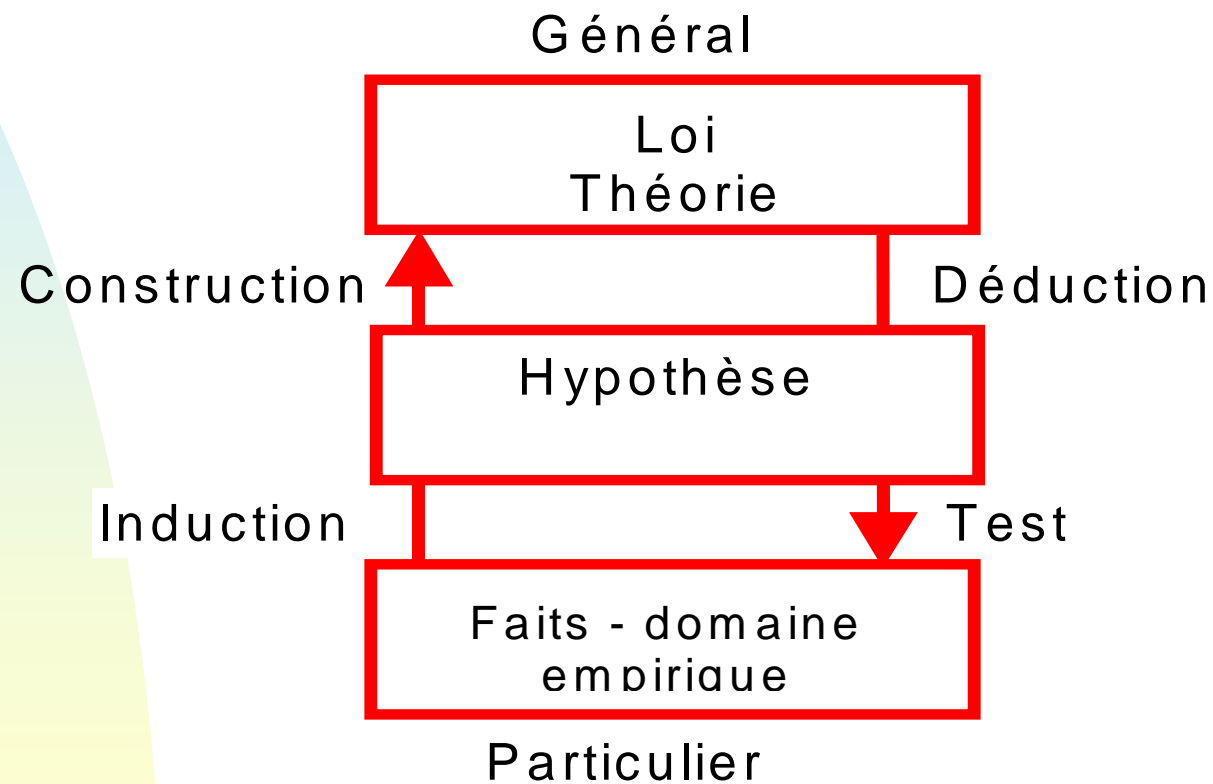 Général
Loi
Théorie
Construction
Déduction
Hypothèse
Induction
Test
Faits - domaine
empirique
Particulier